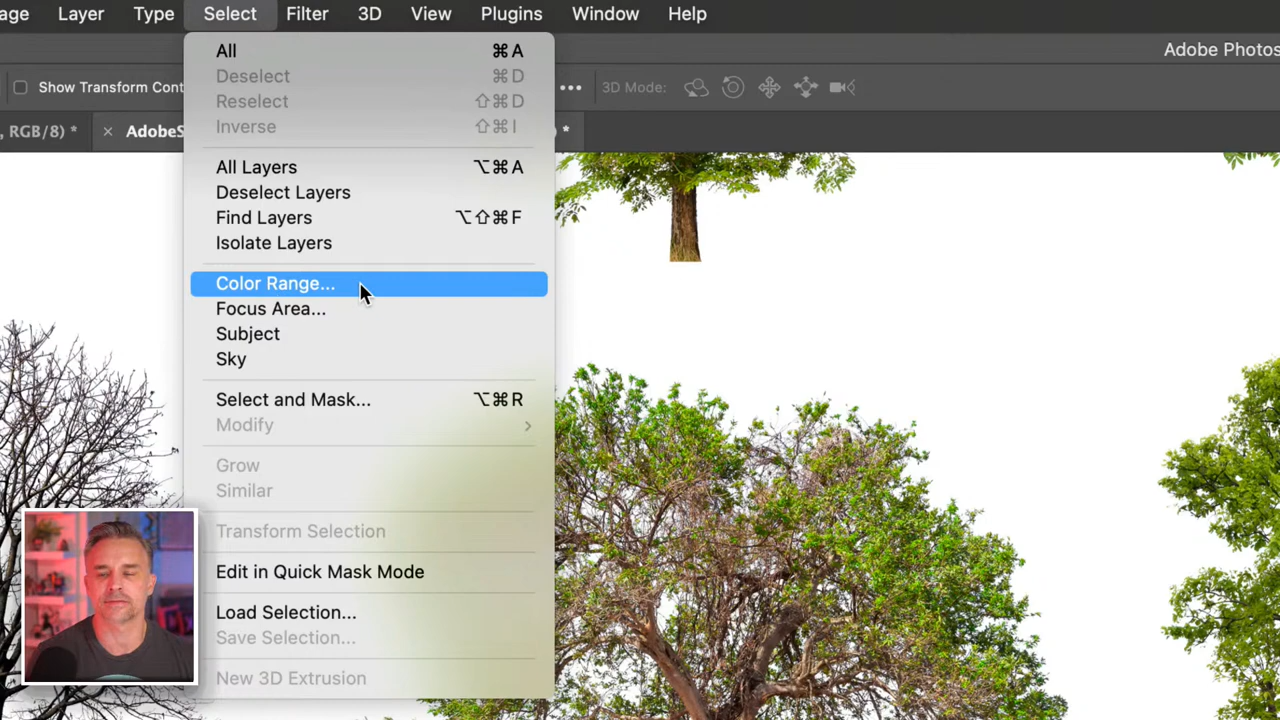 age Layer Type Select Filter 3D View Plugins Window Help
Adobe Photos
Show Transform Cont ••• 3D Mode:
, RGB/8) * × AdobeS *
All ⌘A
Deselect ⌘D
Reselect ⇧⌘D
Inverse ⇧⌘I
All Layers ⌥⌘A
Deselect Layers
Find Layers ⌥⇧⌘F
Isolate Layers
Color Range...
Focus Area...
Subject
Sky
Select and Mask... ⌥⌘R
Modify >
Grow
Similar
Transform Selection
Edit in Quick Mask Mode
Load Selection...
Save Selection...
New 3D Extrusion